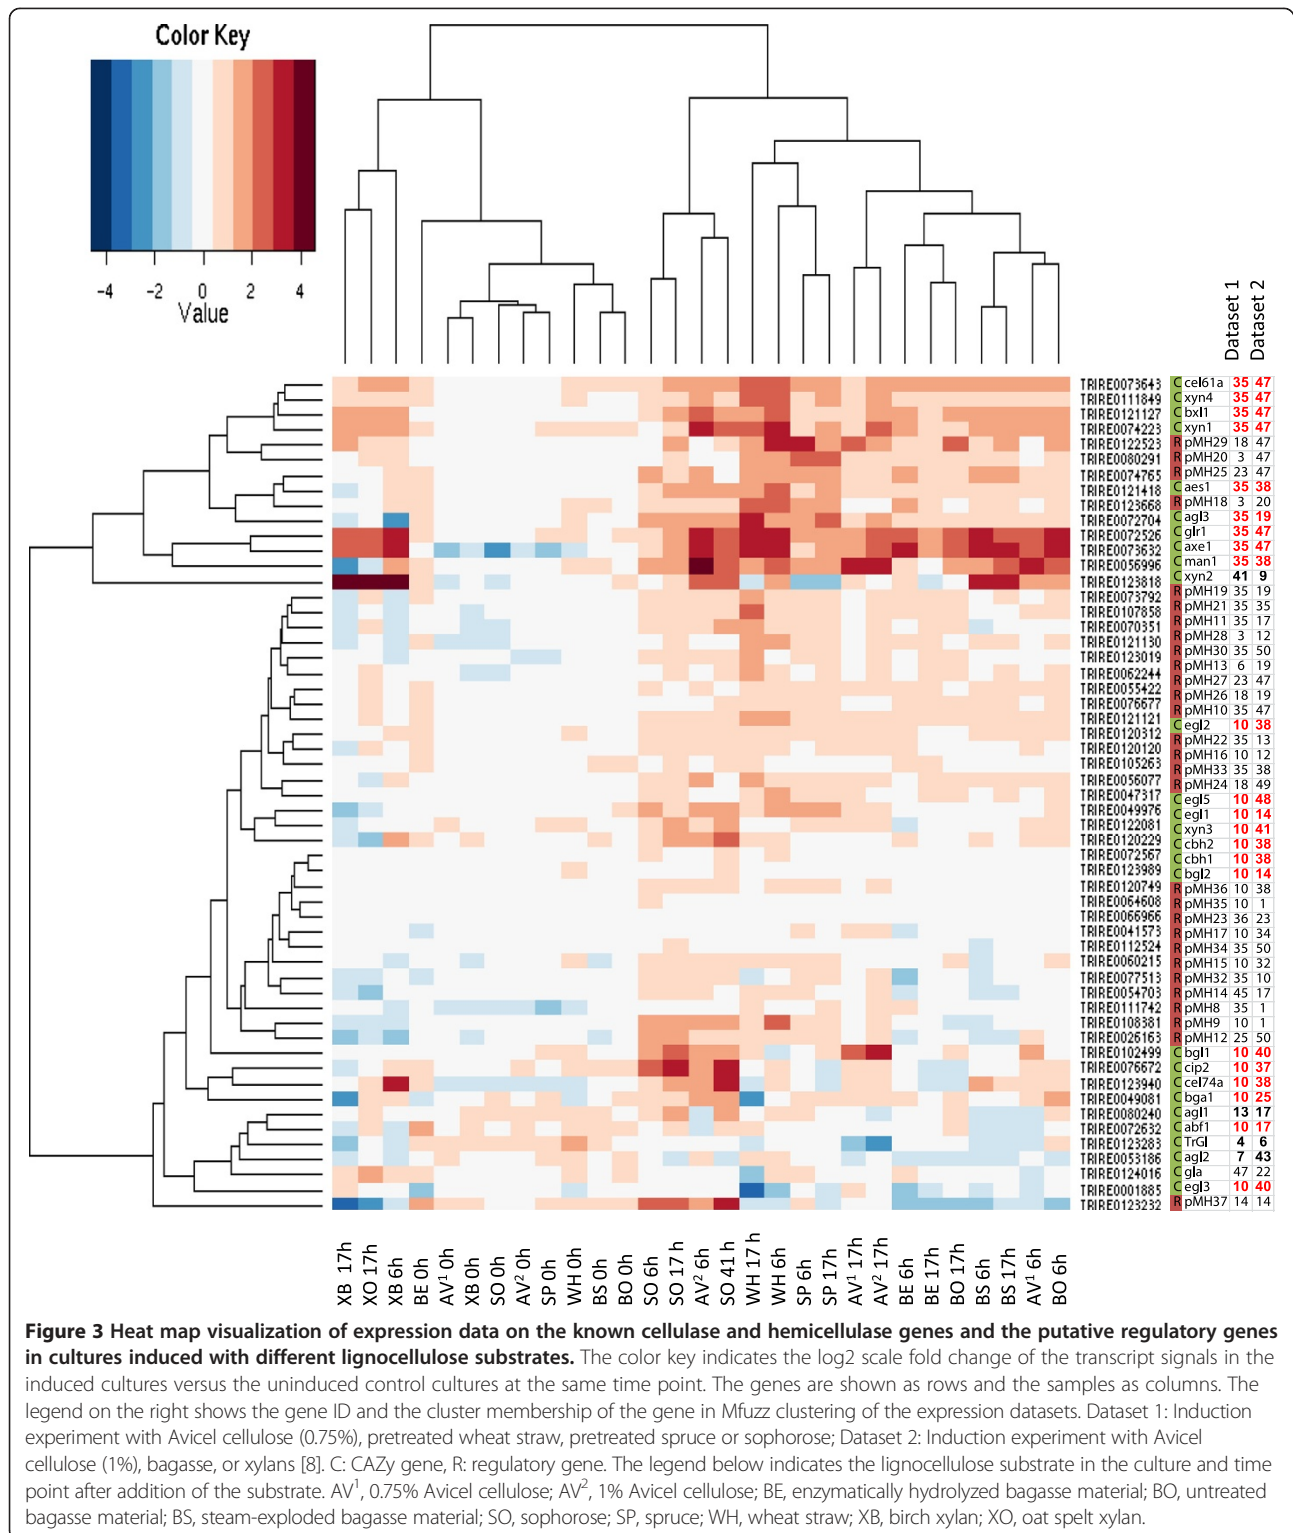 Color Key
-4 -2 0 2 4
Value
Dataset 1
Dataset 2
TRIRE0073643 C cel61a 35 47
TRIRE0111849 C xyn4 35 47
TRIRE0121127 C bxl1 35 47
TRIRE0074223 C xyn1 35 47
TRIRE0122523 R pMH29 18 47
TRIRE0080291 R pMH20 3 47
TRIRE0074765 R pMH25 23 47
TRIRE0121418 C aes1 35 38
TRIRE0123668 R pMH18 3 20
TRIRE0072704 C agl3 35 19
TRIRE0072526 C glr1 35 47
TRIRE0073632 C axe1 35 47
TRIRE0056996 C man1 35 38
TRIRE0123818 C xyn2 41 9
TRIRE0073792 R pMH19 35 19
TRIRE0107858 R pMH21 35 35
TRIRE0070351 R pMH11 35 17
TRIRE0121130 R pMH28 3 12
TRIRE0123019 R pMH30 35 50
TRIRE0062244 R pMH13 6 19
TRIRE0055422 R pMH27 23 47
TRIRE0076677 R pMH26 18 19
TRIRE0121121 R pMH10 35 47
TRIRE0120312 C egl2 10 38
TRIRE0120120 R pMH22 35 13
TRIRE0105263 R pMH16 10 12
TRIRE0056077 R pMH33 35 38
TRIRE0047317 R pMH24 18 49
TRIRE0049976 C egl5 10 48
TRIRE0122081 C egl1 10 14
TRIRE0120229 C xyn3 10 41
TRIRE0072567 C cbh2 10 38
TRIRE0123989 C cbh1 10 38
TRIRE0120749 C bgl2 10 14
TRIRE0064608 R pMH36 10 38
TRIRE0066966 R pMH35 10 1
TRIRE0041573 R pMH23 36 23
TRIRE0112524 R pMH17 10 34
TRIRE0060215 R pMH34 35 50
TRIRE0077513 R pMH15 10 32
TRIRE0054703 R pMH32 35 10
TRIRE0111742 R pMH14 45 17
TRIRE0108381 R pMH8 35 1
TRIRE0026163 R pMH9 10 1
TRIRE0102499 R pMH12 25 50
TRIRE0076672 C bgl1 10 40
TRIRE0123940 C cip2 10 37
TRIRE0049081 C cel74a 10 38
TRIRE0080240 C bga1 10 25
TRIRE0072632 C agl1 13 17
TRIRE0123283 C abf1 10 17
TRIRE0053186 C TrGl 4 6
TRIRE0124016 C agl2 7 43
TRIRE0001885 C gla 47 22
TRIRE0123232 C egl3 10 40
R pMH37 14 14
XB 17h
XO 17h
XB 6h
BE 0h
AV¹ 0h
XB 0h
SO 0h
AV² 0h
SP 0h
WH 0h
BS 0h
BO 0h
SO 6h
SO 17 h
AV² 6h
SO 41 h
WH 17 h
WH 6h
SP 6h
SP 17h
AV¹ 17h
AV² 17h
BE 6h
BE 17h
BO 17h
BS 6h
BS 17h
AV¹ 6h
BO 6h
Figure 3 Heat map visualization of expression data on the known cellulase and hemicellulase genes and the putative regulatory genes
in cultures induced with different lignocellulose substrates. The color key indicates the log2 scale fold change of the transcript signals in the
induced cultures versus the uninduced control cultures at the same time point. The genes are shown as rows and the samples as columns. The
legend on the right shows the gene ID and the cluster membership of the gene in Mfuzz clustering of the expression datasets. Dataset 1: Induction
experiment with Avicel cellulose (0.75%), pretreated wheat straw, pretreated spruce or sophorose; Dataset 2: Induction experiment with Avicel
cellulose (1%), bagasse, or xylans [8]. C: CAZy gene, R: regulatory gene. The legend below indicates the lignocellulose substrate in the culture and time
point after addition of the substrate. AV¹, 0.75% Avicel cellulose; AV², 1% Avicel cellulose; BE, enzymatically hydrolyzed bagasse material; BO, untreated
bagasse material; BS, steam-exploded bagasse material; SO, sophorose; SP, spruce; WH, wheat straw; XB, birch xylan; XO, oat spelt xylan.